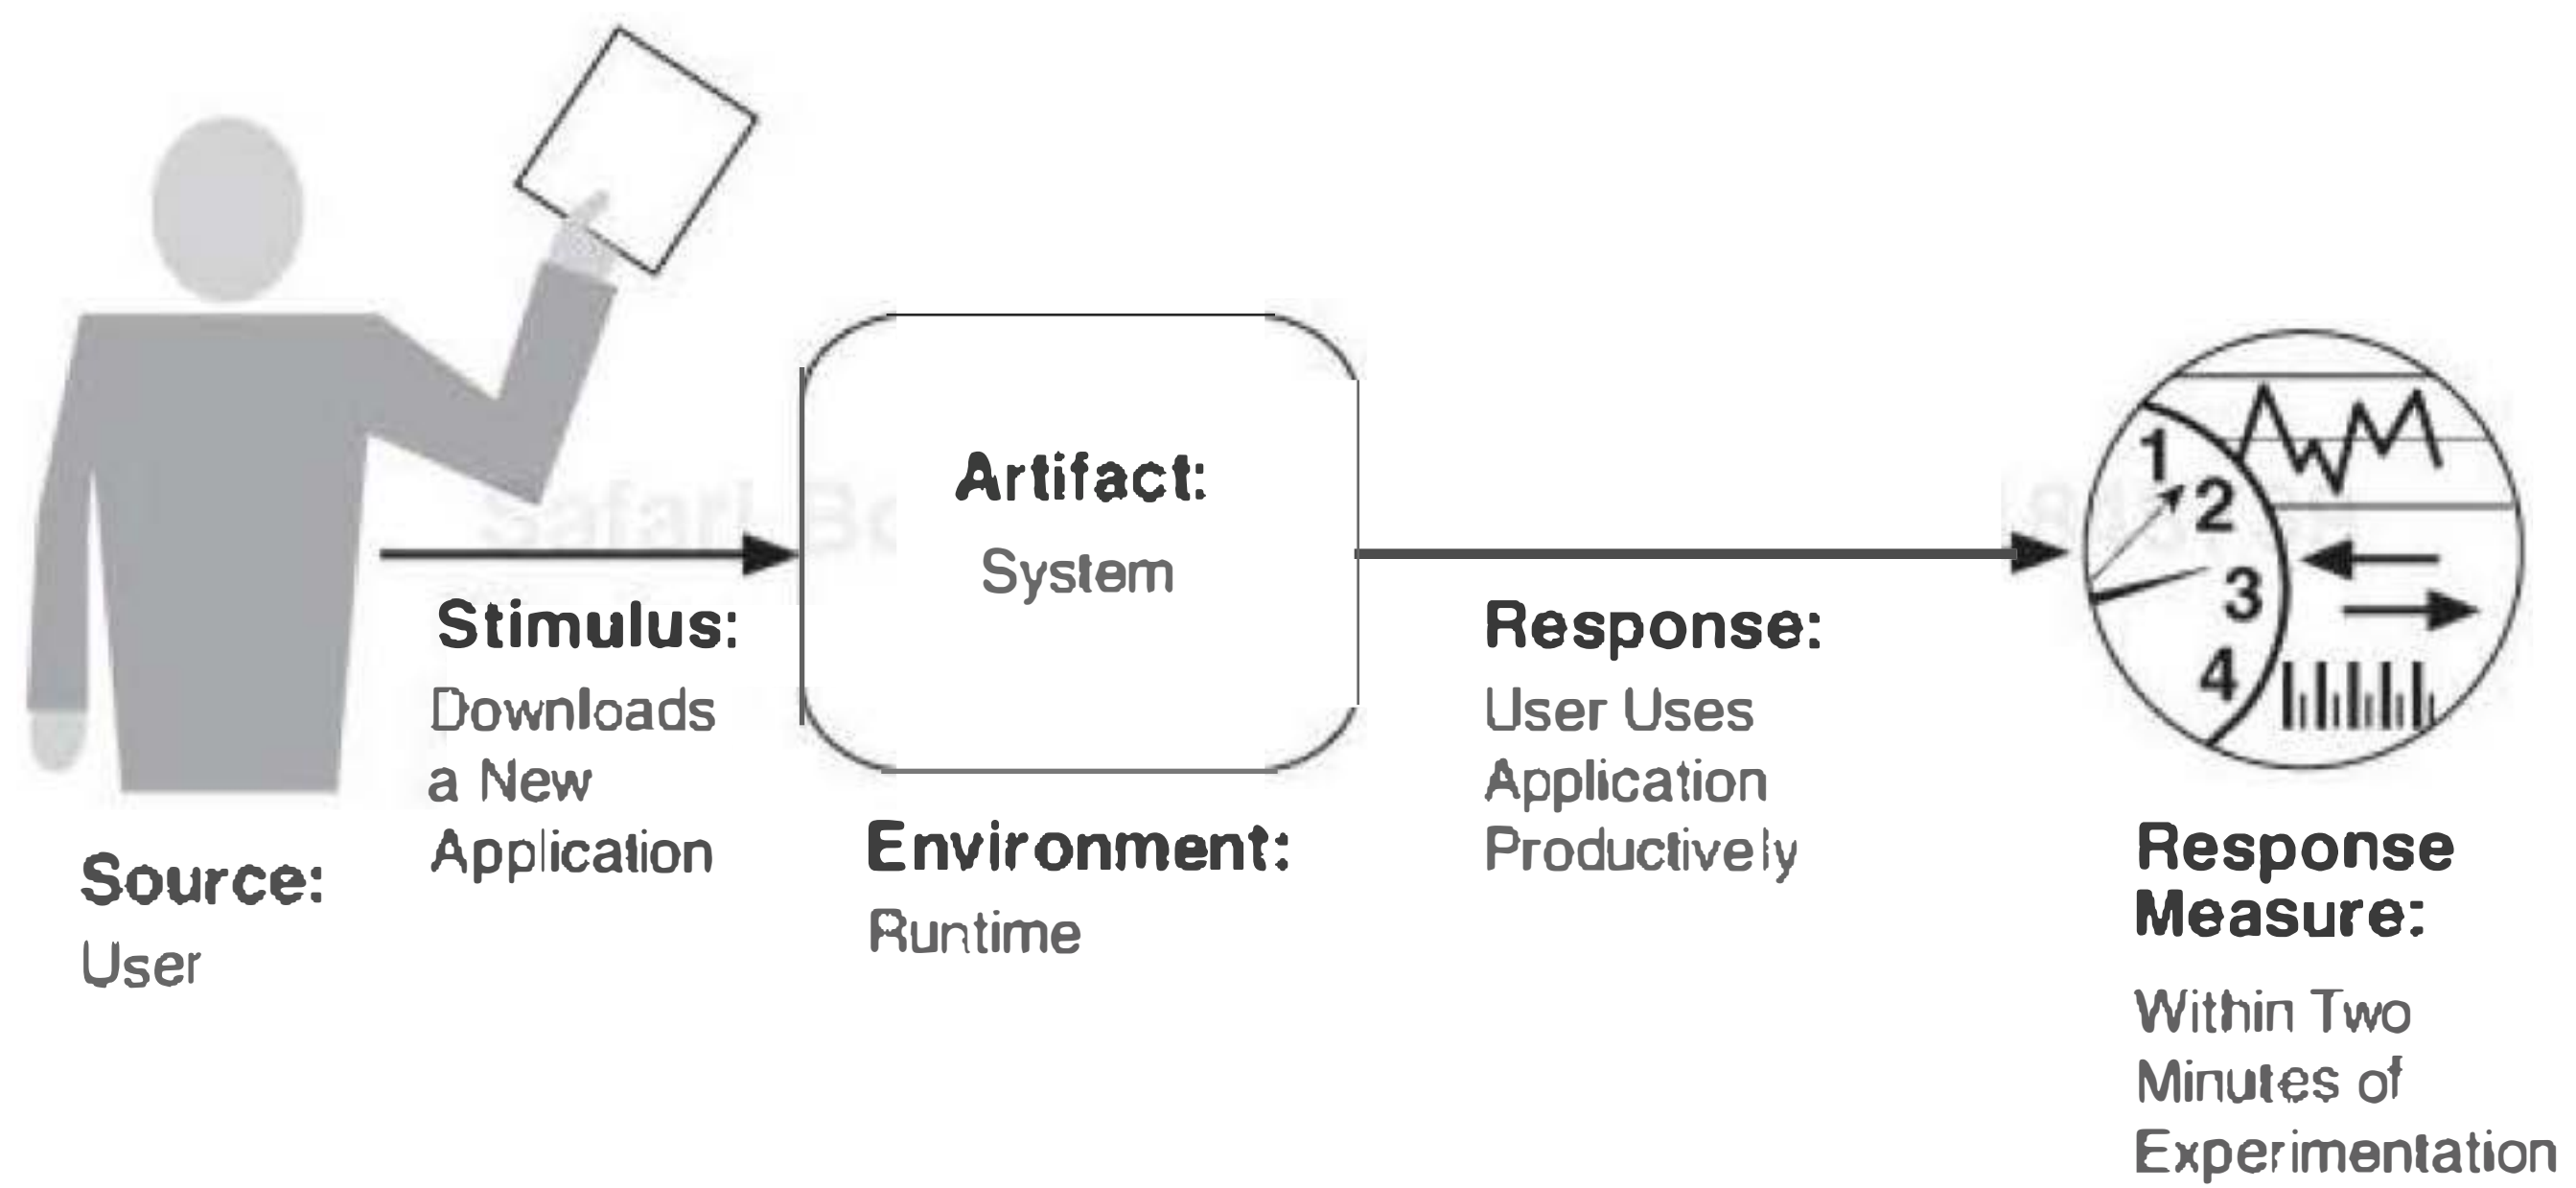 Source:
User
Stimulus:
Downloads
a New
Application
Artifact:
System
Environment:
Runtime
Response:
User Uses
Application
Productively
1
2
3
4
Response
Measure:
Within Two
Minutes of
Experimentation